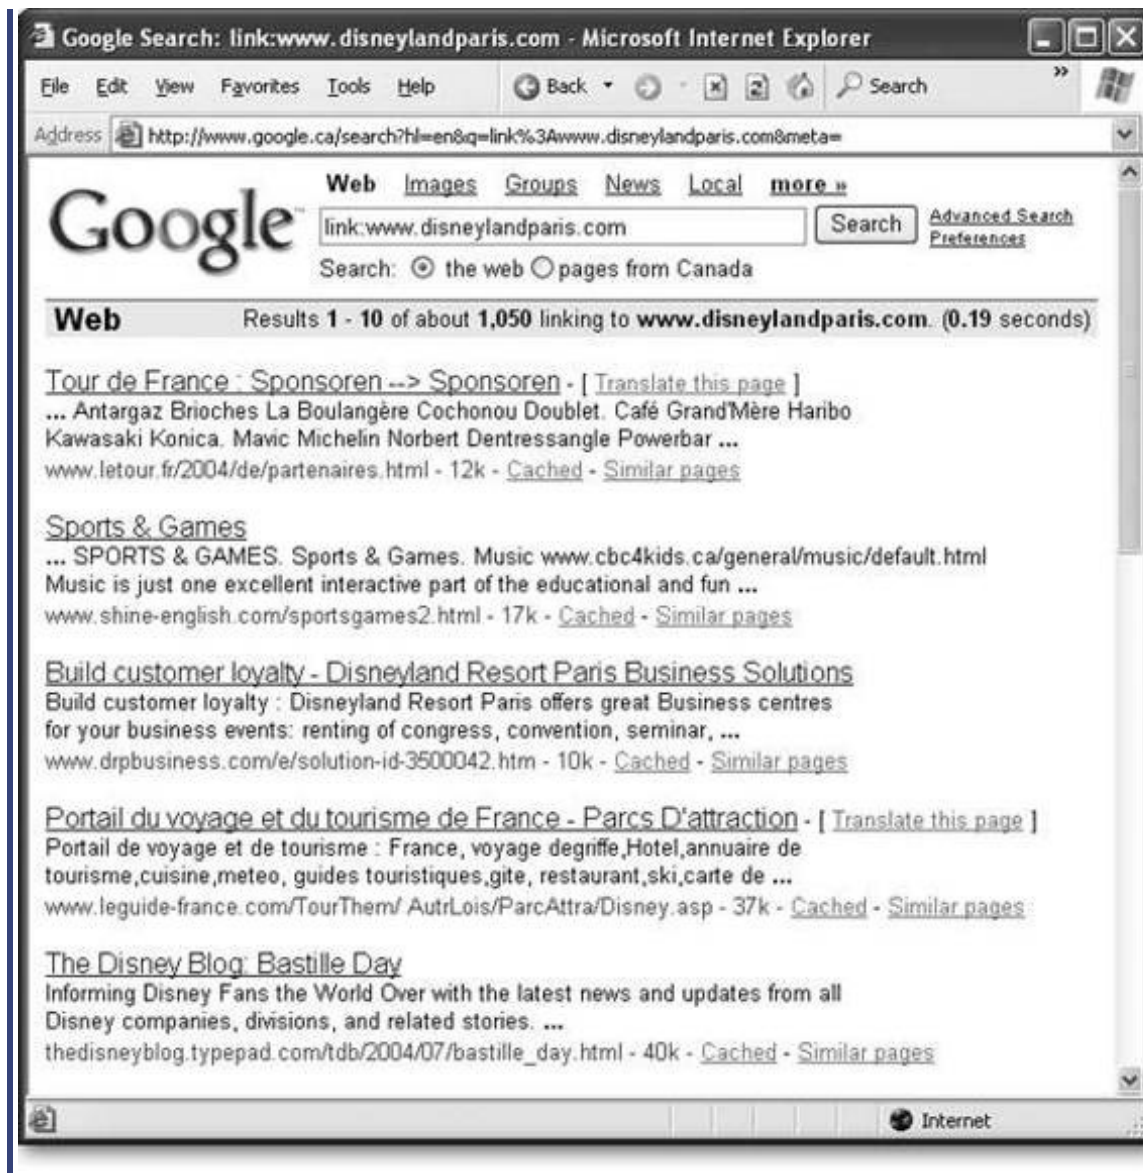 Google Search: link:www.disneylandparis.com - Microsoft Internet Explorer
File Edit View Favorites Tools Help Back Search »
Address http://www.google.ca/search?hl=en&q=link%3Awww.disneylandparis.com&meta=
Web Images Groups News Local more »
Google™
link:www.disneylandparis.com Search Advanced Search
Preferences
Search: the web pages from Canada
Web Results 1 - 10 of about 1,050 linking to www.disneylandparis.com. (0.19 seconds)
Tour de France : Sponsoren --> Sponsoren - [ Translate this page ]
... Antargaz Brioches La Boulangère Cochonou Doublet. Café Grand'Mère Haribo
Kawasaki Konica. Mavic Michelin Norbert Dentressangle Powerbar ...
www.letour.fr/2004/de/partenaires.html - 12k - Cached - Similar pages
Sports & Games
... SPORTS & GAMES. Sports & Games. Music www.cbc4kids.ca/general/music/default.html
Music is just one excellent interactive part of the educational and fun ...
www.shine-english.com/sportsgames2.html - 17k - Cached - Similar pages
Build customer loyalty - Disneyland Resort Paris Business Solutions
Build customer loyalty : Disneyland Resort Paris offers great Business centres
for your business events: renting of congress, convention, seminar, ...
www.drpbusiness.com/e/solution-id-3500042.htm - 10k - Cached - Similar pages
Portail du voyage et du tourisme de France - Parcs D'attraction - [ Translate this page ]
Portail de voyage et de tourisme : France, voyage degriffe,Hotel,annuaire de
tourisme,cuisine,meteo, guides touristiques,gite, restaurant,ski,carte de ...
www.leguide-france.com/TourThem/ AutrLois/ParcAttra/Disney.asp - 37k - Cached - Similar pages
The Disney Blog: Bastille Day
Informing Disney Fans the World Over with the latest news and updates from all
Disney companies, divisions, and related stories. ...
thedisneyblog.typepad.com/tdb/2004/07/bastille_day.html - 40k - Cached - Similar pages
Internet